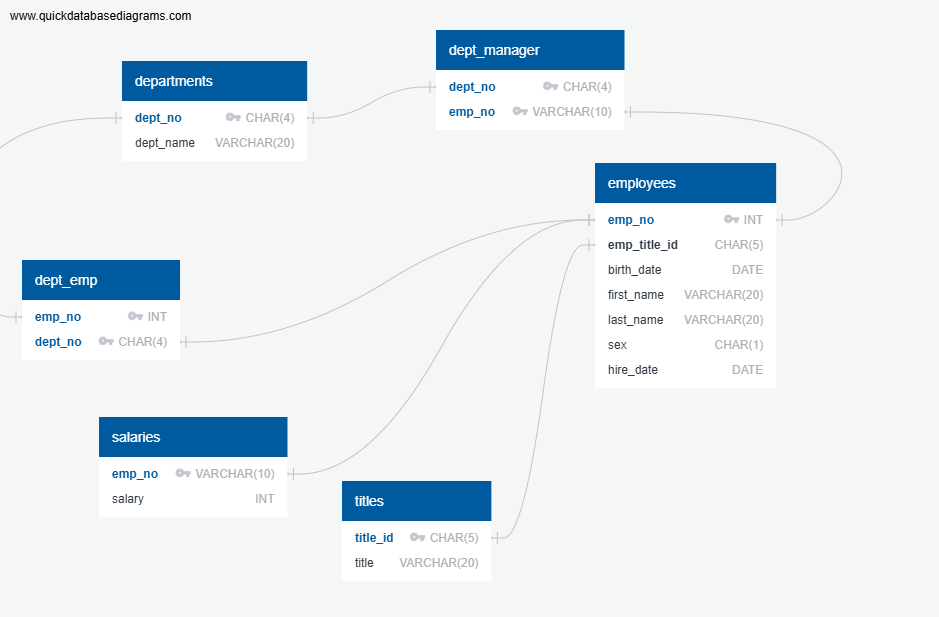 www.quickdatabasediagrams.com
dept_manager
dept_no CHAR(4)
emp_no VARCHAR(10)
departments
dept_no CHAR(4)
dept_name VARCHAR(20)
employees
emp_no INT
emp_title_id CHAR(5)
birth_date DATE
first_name VARCHAR(20)
last_name VARCHAR(20)
sex CHAR(1)
hire_date DATE
dept_emp
emp_no INT
dept_no CHAR(4)
salaries
emp_no VARCHAR(10)
salary INT
titles
title_id CHAR(5)
title VARCHAR(20)